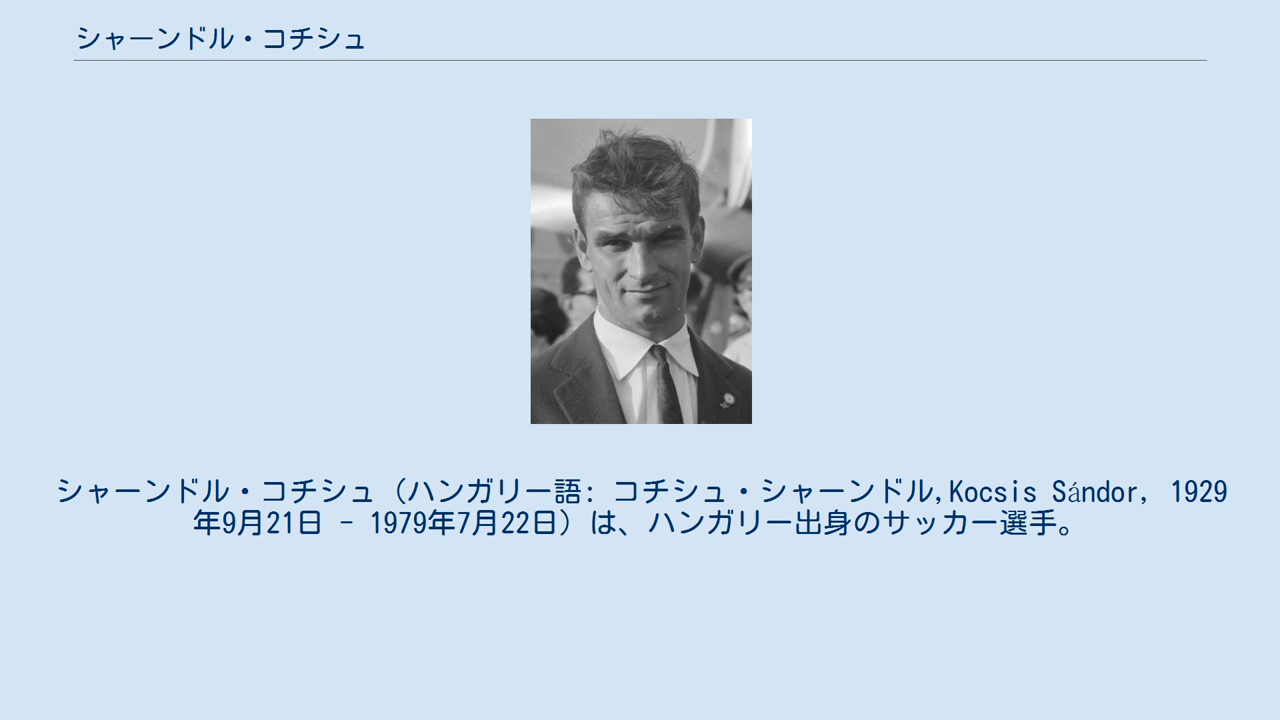 シャーンドル・コチシュ
シャーンドル・コチシュ（ハンガリー語: コチシュ・シャーンドル,Kocsis Sándor, 1929
年9月21日 - 1979年7月22日）は、ハンガリー出身のサッカー選手。